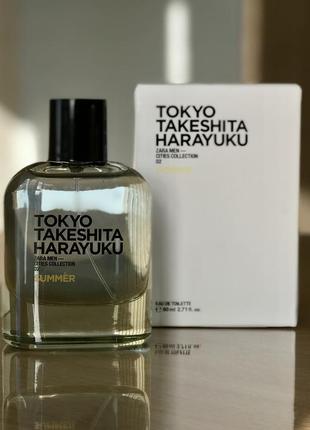 TOKYO
TAKESHITA
HARAYUKU
ZARA MEN —
CITIES COLLECTION
02
SUMMER
TOKYO
TAKESHITA
HARAYUKU
ZARA MEN —
CITIES COLLECTION
02
EAU DE TOILETTE
℮ 80 ml 2.71 fl. oz.